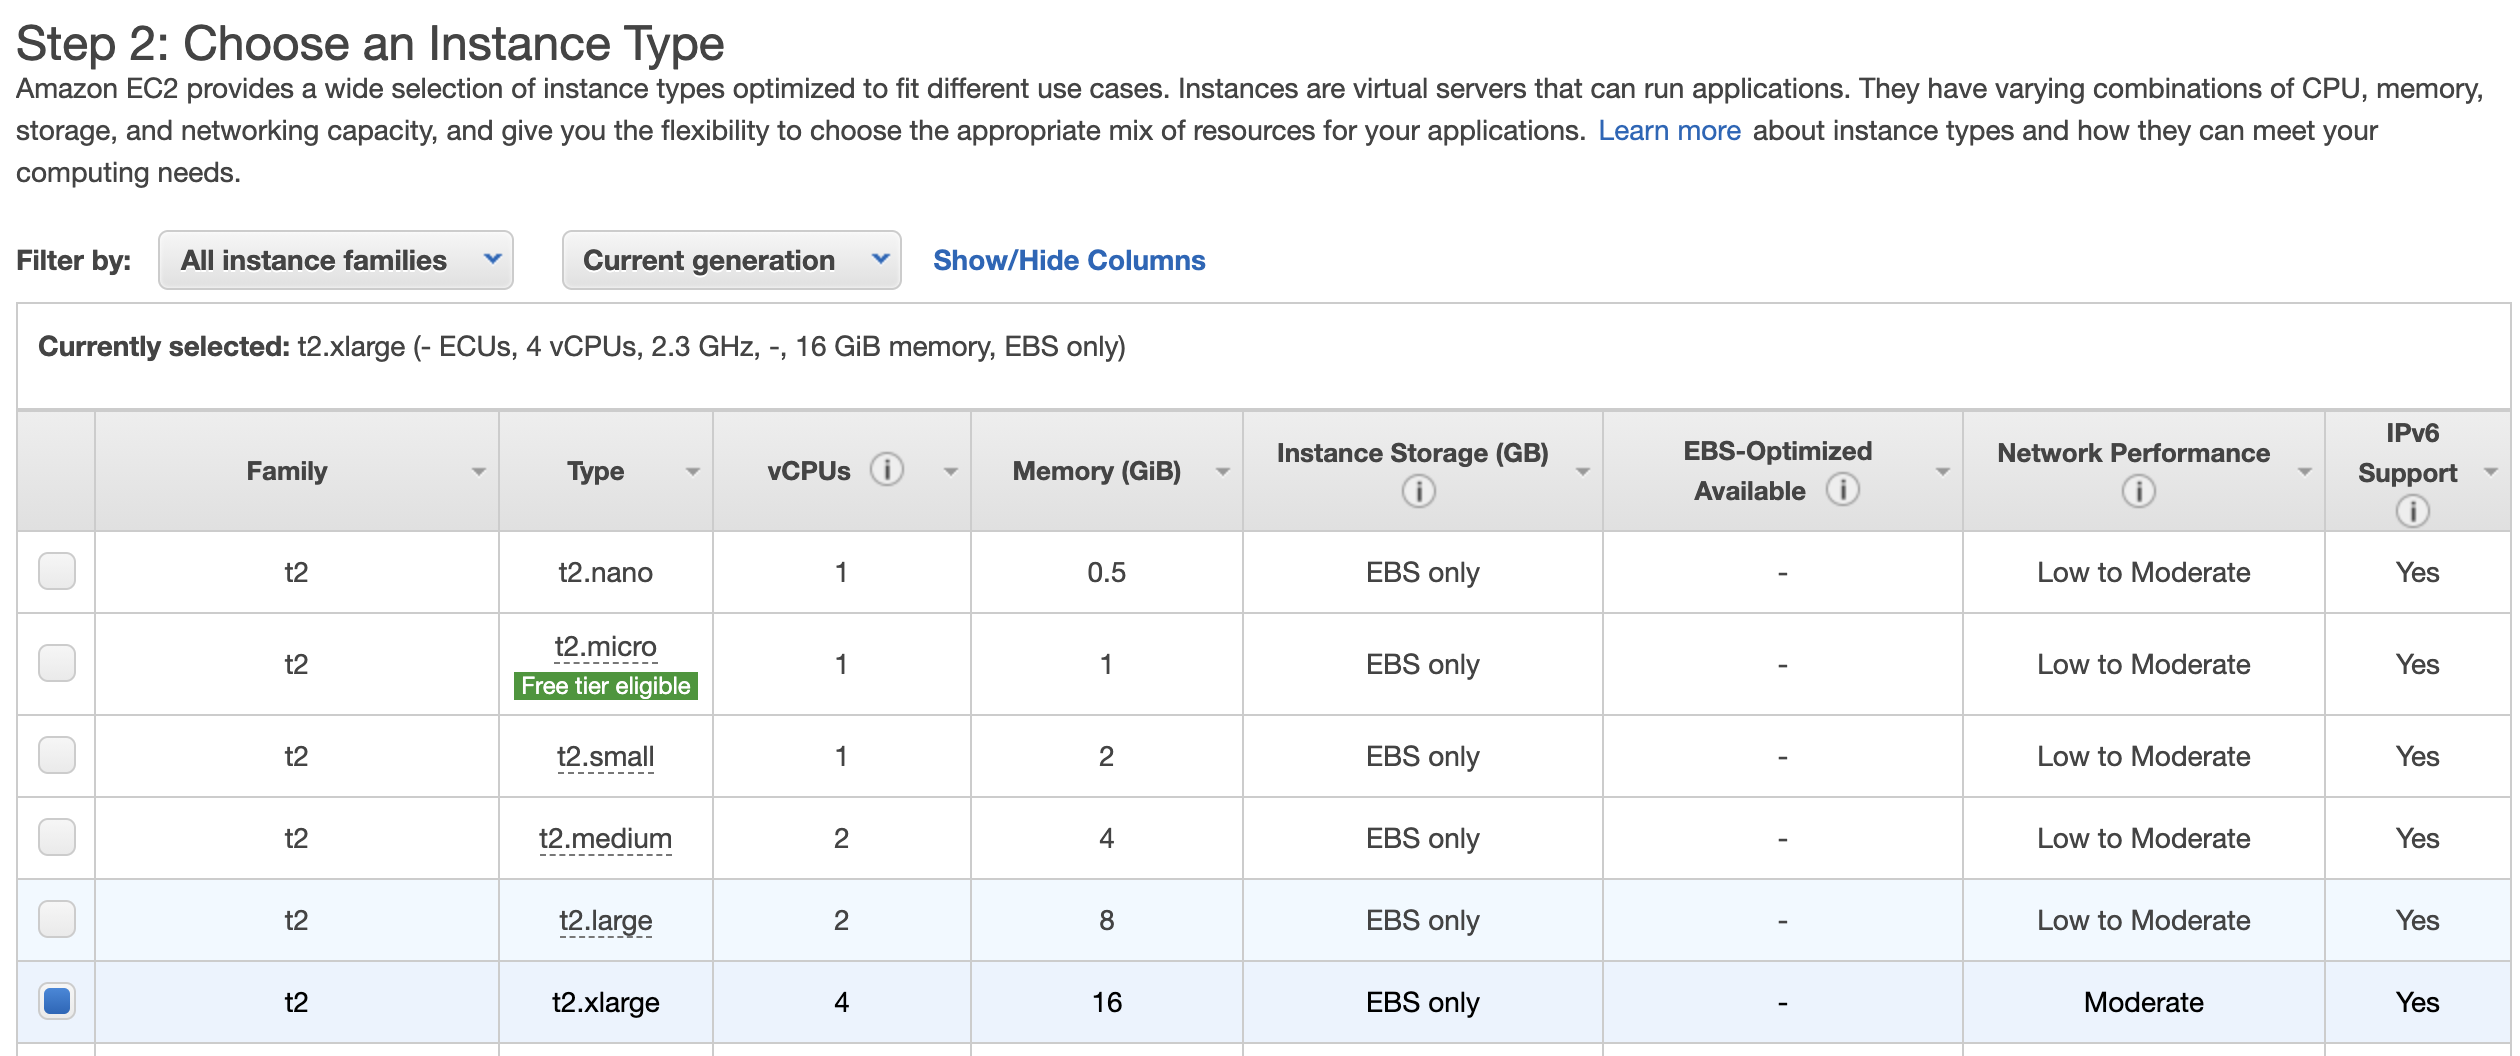 Step 2: Choose an Instance Type
Amazon EC2 provides a wide selection of instance types optimized to fit different use cases. Instances are virtual servers that can run applications. They have varying combinations of CPU, memory,
storage, and networking capacity, and give you the flexibility to choose the appropriate mix of resources for your applications. Learn more about instance types and how they can meet your
computing needs.
Filter by: All instance families Current generation Show/Hide Columns
Currently selected: t2.xlarge (- ECUs, 4 vCPUs, 2.3 GHz, -, 16 GiB memory, EBS only)
Family Type vCPUs i Memory (GiB) Instance Storage (GB) i EBS-Optimized Available i Network Performance i IPv6 Support i
t2 t2.nano 1 0.5 EBS only - Low to Moderate Yes
t2 t2.micro 1 1 EBS only - Low to Moderate Yes
Free tier eligible
t2 t2.small 1 2 EBS only - Low to Moderate Yes
t2 t2.medium 2 4 EBS only - Low to Moderate Yes
t2 t2.large 2 8 EBS only - Low to Moderate Yes
t2 t2.xlarge 4 16 EBS only - Moderate Yes